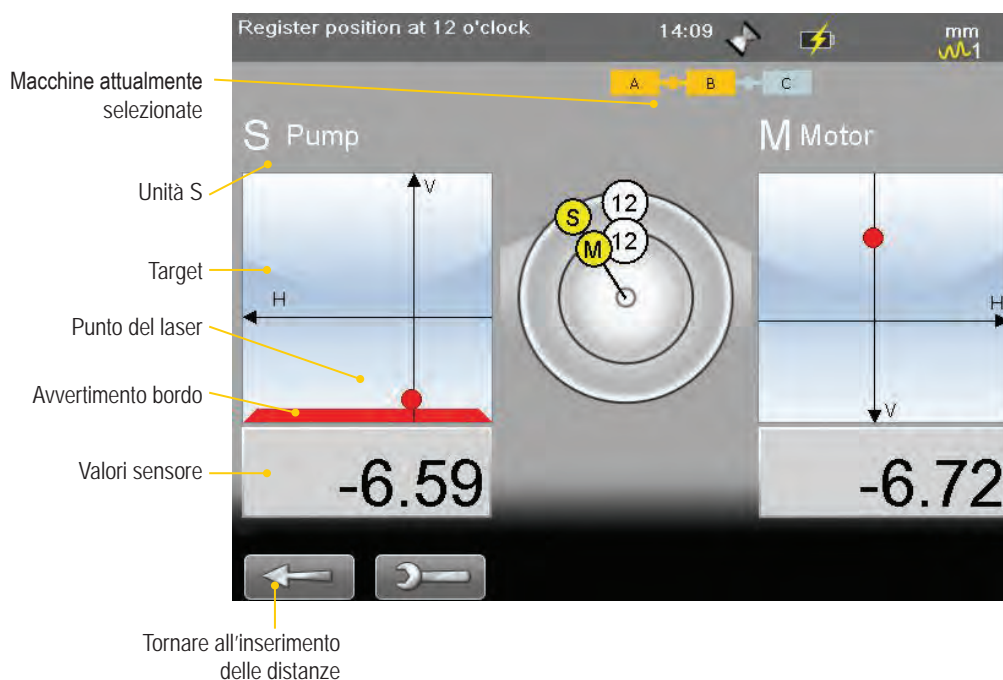 Register position at 12 o'clock
14:09
mm
1
Macchine attualmente
selezionate
A
B
C
S Pump
M Motor
Unità S
V
S
12
M
12
Target
H
H
Punto del laser
Avvertimento bordo
V
Valori sensore
-6.59
-6.72
Tornare all'inserimento
delle distanze